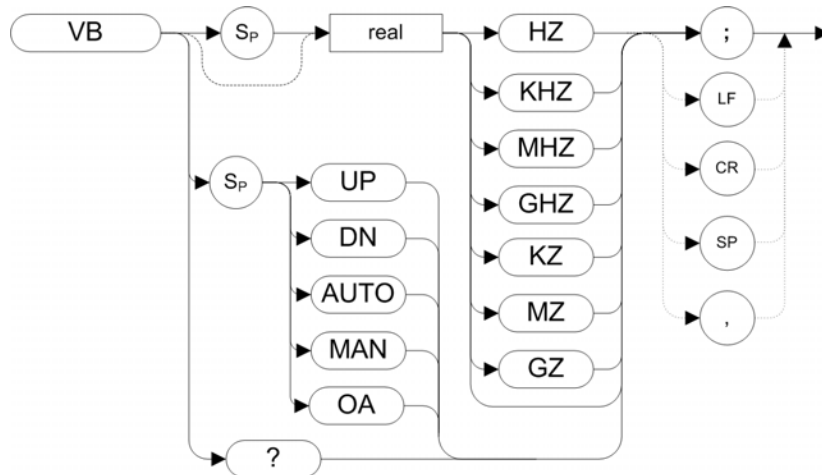 VB
SP
real
HZ
;
KHZ
LF
MHZ
CR
SP
UP
GHZ
DN
KZ
SP
AUTO
MZ
,
MAN
GZ
OA
?